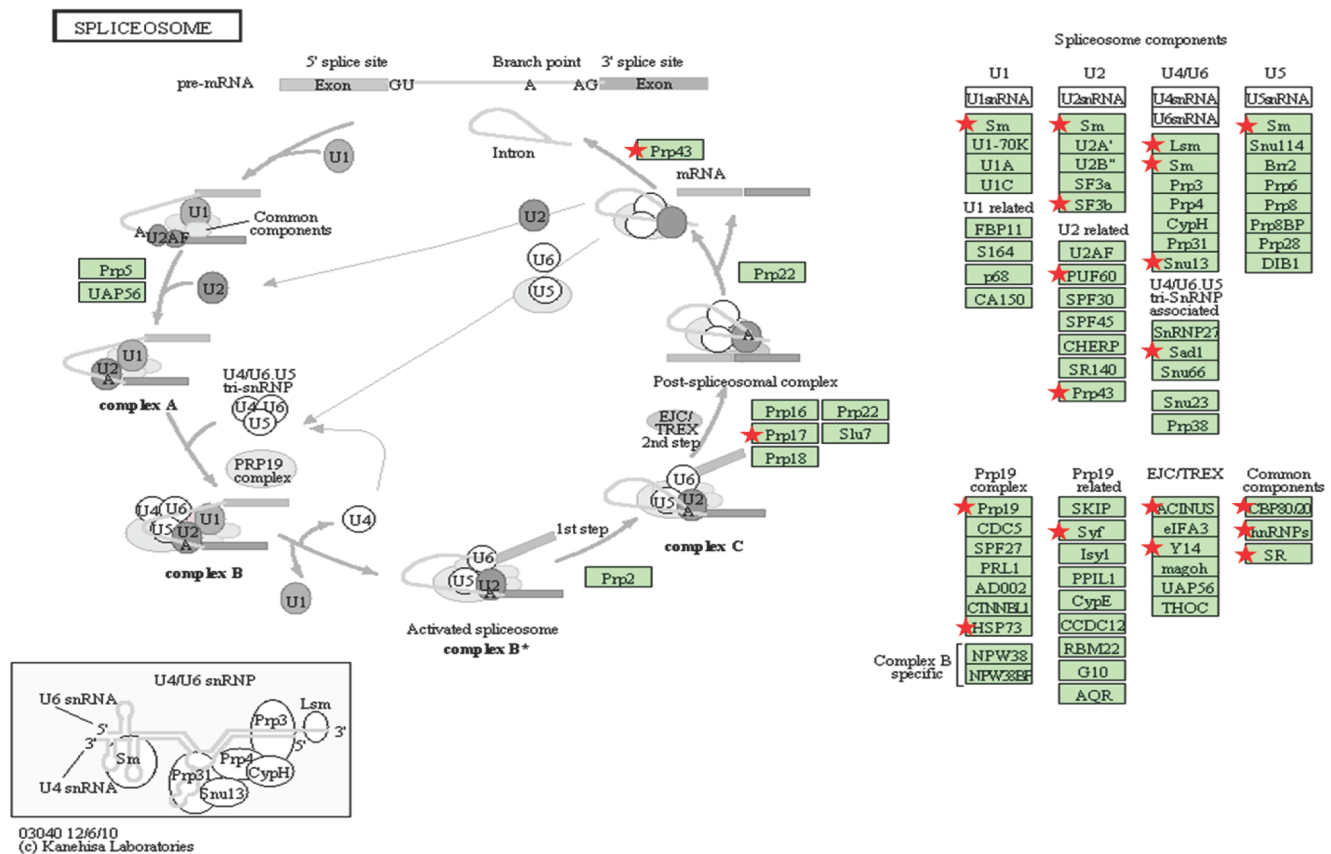 SPLICEOSOME
5' splice site
Branch point
3' splice site
pre-mRNA
Exon
GU
A
AG
Exon
U1
Intron
Prp43
mRNA
U1
A
U2AF
Common
components
Prp5
UAP56
U2
U2
U6
U5
Prp22
U1
U2
A
complex A
U4/U6.U5
tri-snRNP
U4
U6
U5
A
Post-spliceosomal complex
EJC/
TREX
2nd step
Prp16
Prp22
Prp17
Slu7
Prp18
PRP19
complex
U4
U6
U5
U1
U2
A
complex B
U4
U1
U6
U5
U2
A
1st step
Prp2
Activated spliceosome
complex B*
U6
U5
U2
A
complex C
U4/U6 snRNP
U6 snRNA
5'
3'
U4 snRNA
Sm
Prp31
Snu13
Prp4
CypH
Prp3
Lsm
5'
3'
03040 12/6/10
(c) Kanehisa Laboratories
Spliceosome components
U1
U1snRNA
Sm
U1-70K
U1A
U1C
U1 related
FBP11
S164
p68
CA150
U2
U2snRNA
Sm
U2A'
U2B"
SF3a
SF3b
U2 related
U2AF
PUF60
SPF30
SPF45
CHERP
SR140
Prp43
U4/U6
U4snRNA
U6snRNA
Lsm
Sm
Prp3
Prp4
CypH
Prp31
Snu13
U4/U6.U5
tri-SnRNP
associated
SnRNP27
Sad1
Snu66
Snu23
Prp38
U5
U5snRNA
Sm
Snu114
Brr2
Prp6
Prp8
Prp8BP
Prp28
DIB1
Prp19
complex
Prp19
CDC5
SPF27
PRL1
AD002
CTNNBL1
HSP73
Complex B
specific
NPW38
NPW38BP
Prp19
related
SKIP
Syf
Isy1
PPIL1
CypE
CCDC12
RBM22
G10
AQR
EJC/TREX
ACINUS
eIFA3
Y14
magoh
UAP56
THOC
Common
components
CBP80/20
hnRNPs
SR